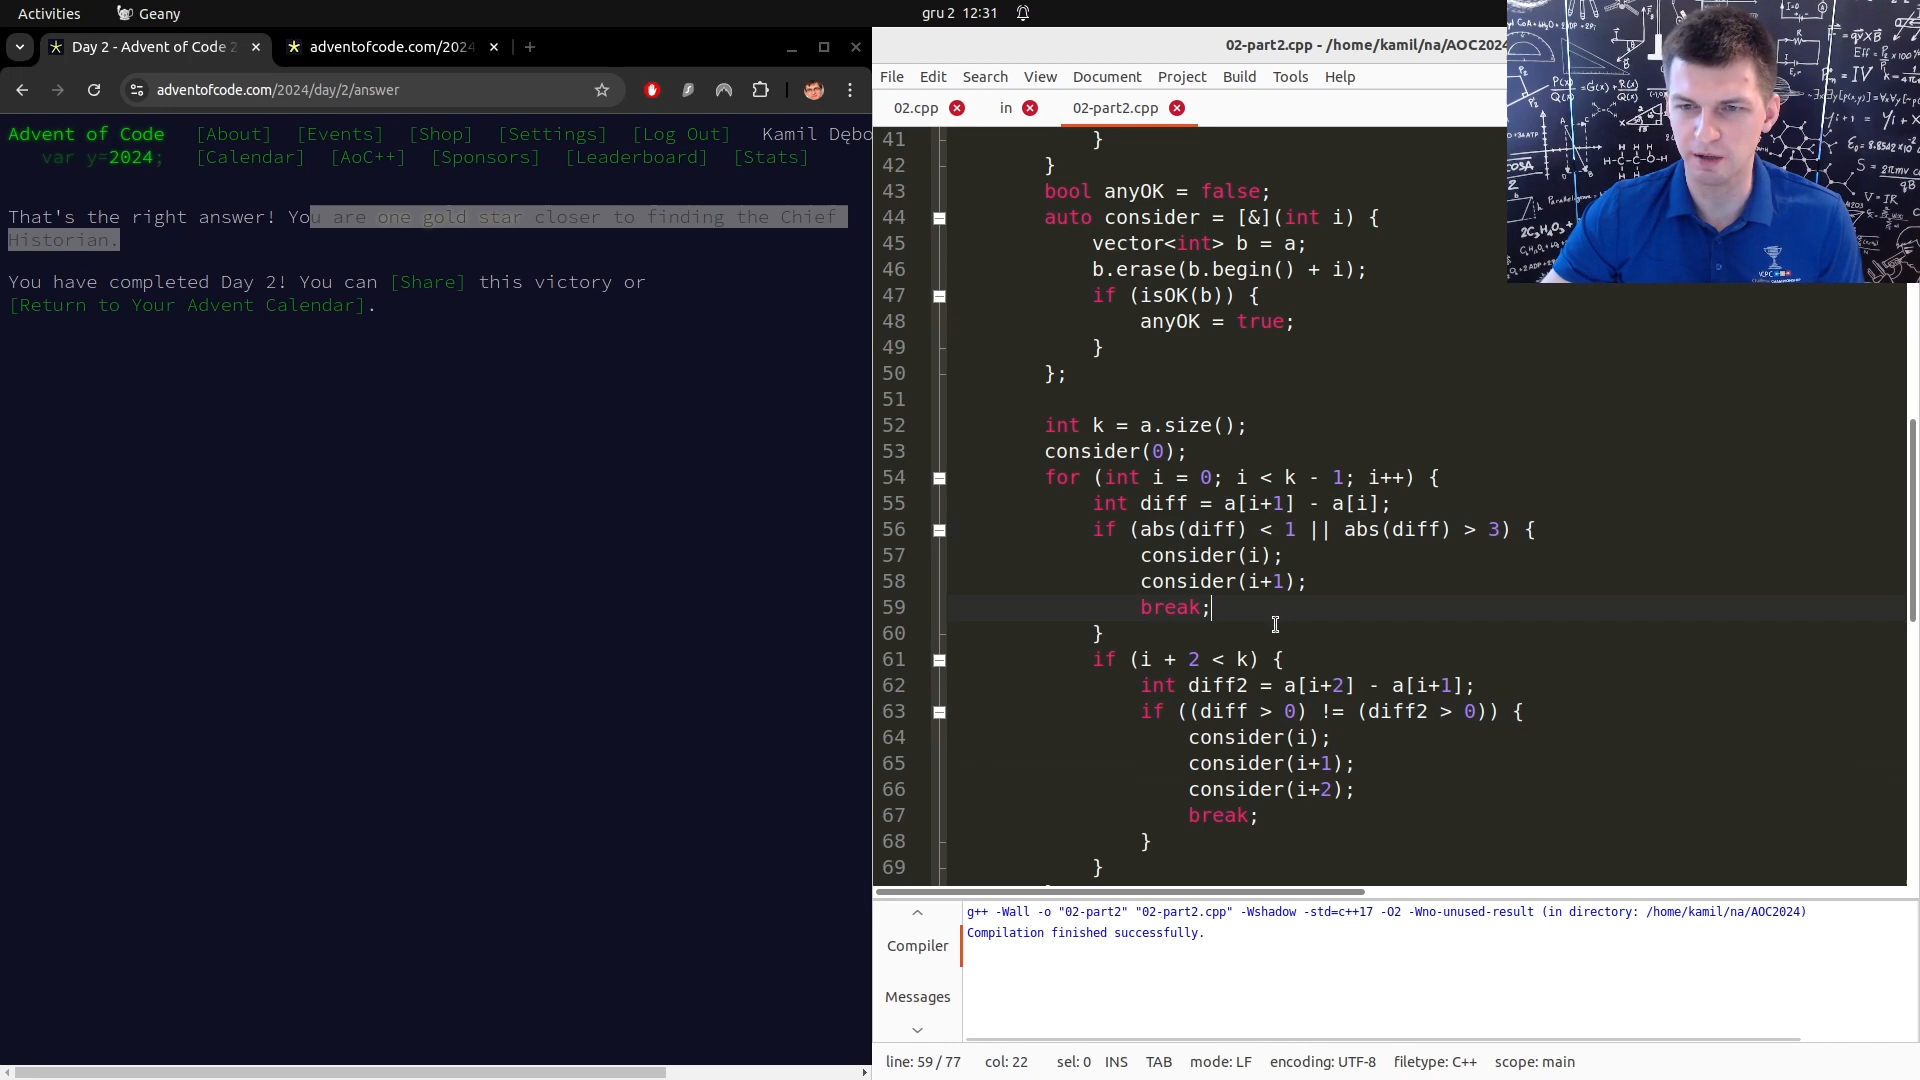 Activities
Geany
gru 2 12:31
Day 2 - Advent of Code 2
adventofcode.com/2024
adventofcode.com/2024/day/2/answer
Advent of Code
[About]
[Events]
[Shop]
[Settings]
[Log Out]
Kamil Dębo
var y=2024;
[Calendar]
[AoC++]
[Sponsors]
[Leaderboard]
[Stats]
That's the right answer! You are one gold star closer to finding the Chief
Historian.
You have completed Day 2! You can [Share] this victory or
[Return to Your Advent Calendar].
02-part2.cpp - /home/kamil/na/AOC2024
File Edit Search View Document Project Build Tools Help
02.cpp
in
02-part2.cpp
41 }
42 }
43 bool anyOK = false;
44 auto consider = [&](int i) {
45 vector<int> b = a;
46 b.erase(b.begin() + i);
47 if (isOK(b)) {
48 anyOK = true;
49 }
50 };
51
52 int k = a.size();
53 consider(0);
54 for (int i = 0; i < k - 1; i++) {
55 int diff = a[i+1] - a[i];
56 if (abs(diff) < 1 || abs(diff) > 3) {
57 consider(i);
58 consider(i+1);
59 break;
60 }
61 if (i + 2 < k) {
62 int diff2 = a[i+2] - a[i+1];
63 if ((diff > 0) != (diff2 > 0)) {
64 consider(i);
65 consider(i+1);
66 consider(i+2);
67 break;
68 }
69 }
Compiler
Messages
g++ -Wall -o "02-part2" "02-part2.cpp" -Wshadow -std=c++17 -O2 -Wno-unused-result (in directory: /home/kamil/na/AOC2024)
Compilation finished successfully.
line: 59 / 77 col: 22 sel: 0 INS TAB mode: LF encoding: UTF-8 filetype: C++ scope: main